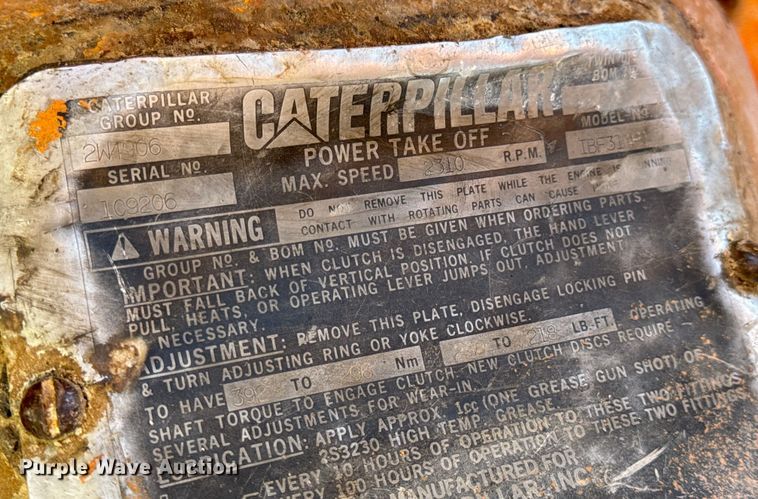 CATERPILLAR
GROUP NO.
2W4906
SERIAL NO.
1C9206
CATERPILLAR
POWER TAKE OFF
MAX. SPEED 2310 R.P.M.
BOM
MODEL NO.
WARNING
DO NOT REMOVE THIS PLATE WHILE THE ENGINE IS RUNNING
CONTACT WITH ROTATING PARTS CAN CAUSE
GROUP NO. & BOM NO. MUST BE GIVEN WHEN ORDERING PARTS.
IMPORTANT: WHEN CLUTCH IS DISENGAGED, THE HAND LEVER
MUST FALL BACK OF VERTICAL POSITION. IF CLUTCH DOES NOT
PULL, HEATS, OR OPERATING LEVER JUMPS OUT, ADJUSTMENT
IS NECESSARY.
ADJUSTMENT: REMOVE THIS PLATE, DISENGAGE LOCKING PIN
& TURN ADJUSTING RING OR YOKE CLOCKWISE.
TO HAVE TO Nm TO LB-FT. OPERATING
SHAFT TORQUE TO ENGAGE CLUTCH NEW CLUTCH DISCS REQUIRE
SEVERAL ADJUSTMENTS FOR WEAR-IN.
LUBRICATION: APPLY APPROX. 1cc (ONE GREASE GUN SHOT) OF
2S3230 HIGH TEMP. GREASE
—EVERY 10 HOURS OF OPERATION TO THESE TWO FITTINGS
—EVERY 100 HOURS OF OPERATION TO THESE TWO FITTINGS
MANUFACTURED FOR
INC.
Purple Wave Auction